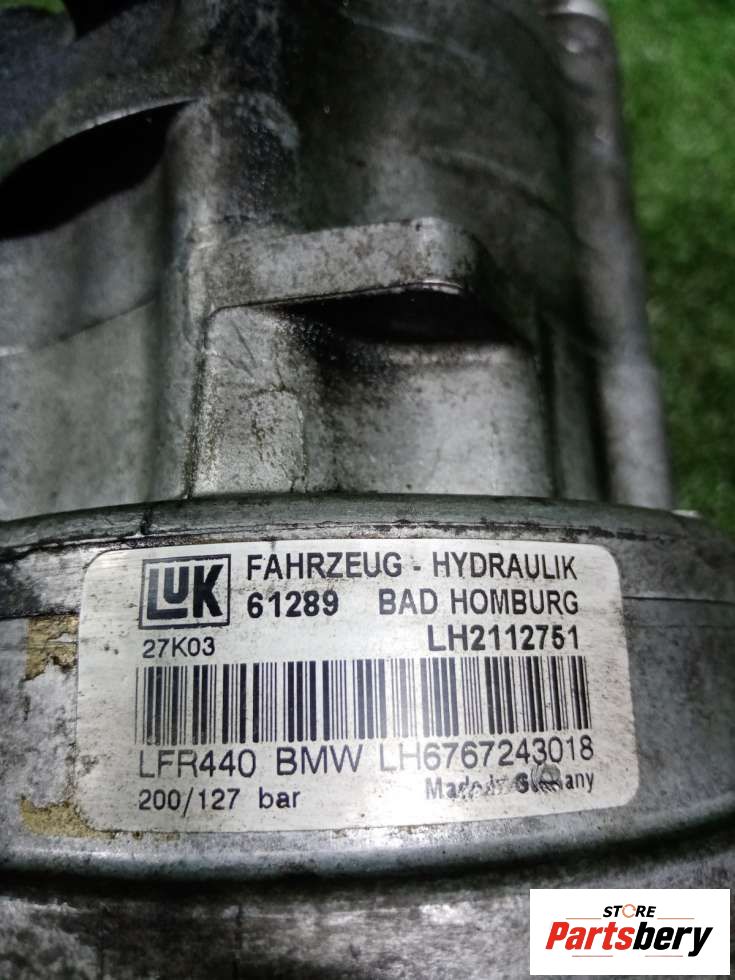 LUK FAHRZEUG - HYDRAULIK
61289 BAD HOMBURG
27K03 LH2112751
LFR440 BMW LH6767243018
200/127 bar Made in Germany
STORE
Partsbery